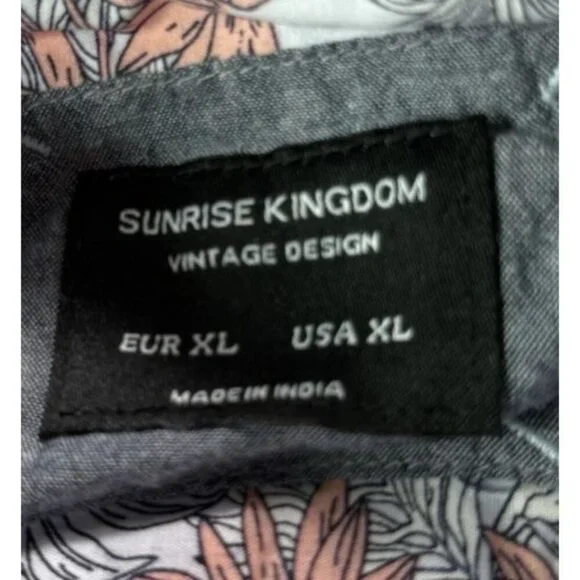 SUNRISE KINGDOM
VINTAGE DESIGN
EUR XL USA XL
MADE IN INDIA